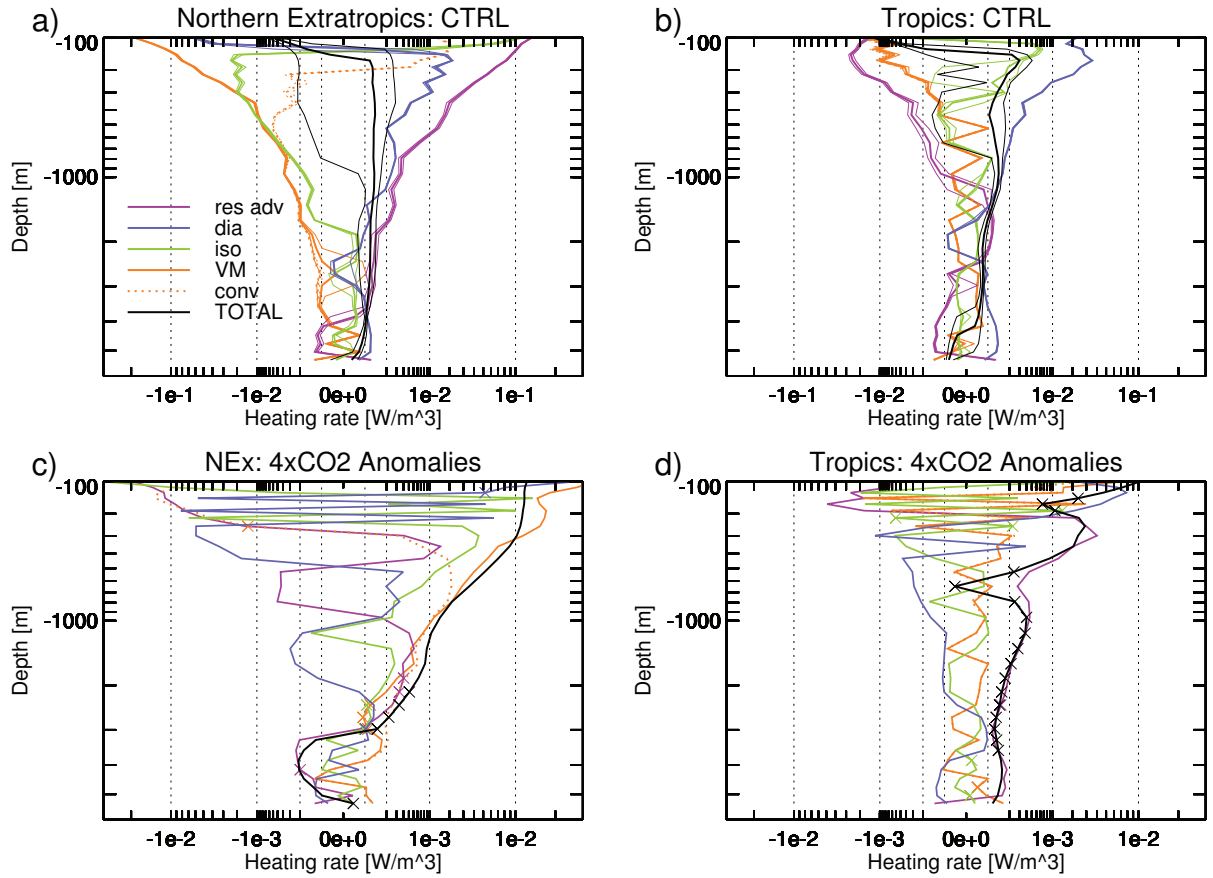 a)
Northern Extratropics: CTRL
-100
-1000
Depth [m]
res adv
dia
iso
VM
conv
TOTAL
-1e-1
-1e-2
0e+0
1e-2
1e-1
Heating rate [W/m^3]
b)
Tropics: CTRL
-100
-1000
Depth [m]
-1e-1
-1e-2
0e+0
1e-2
1e-1
Heating rate [W/m^3]
c)
NEx: 4xCO2 Anomalies
-100
-1000
Depth [m]
-1e-2
-1e-3
0e+0
1e-3
1e-2
Heating rate [W/m^3]
d)
Tropics: 4xCO2 Anomalies
-100
-1000
Depth [m]
-1e-2
-1e-3
0e+0
1e-3
1e-2
Heating rate [W/m^3]